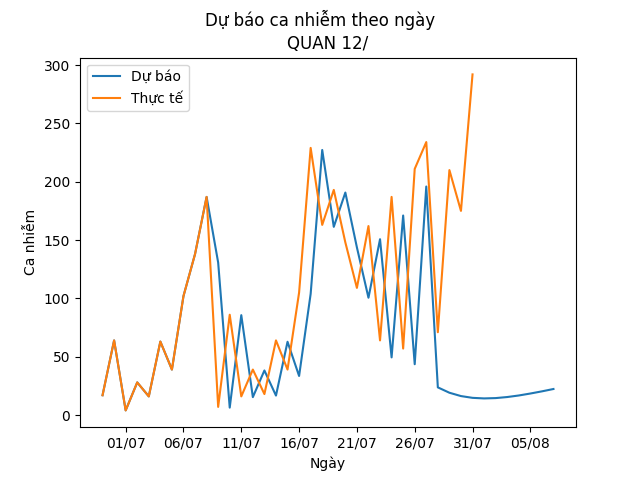 Dự báo ca nhiễm theo ngày
QUAN 12/
300
250
200
150
100
50
0
Ca nhiễm
Dự báo
Thực tế
01/07 06/07 11/07 16/07 21/07 26/07 31/07 05/08
Ngày